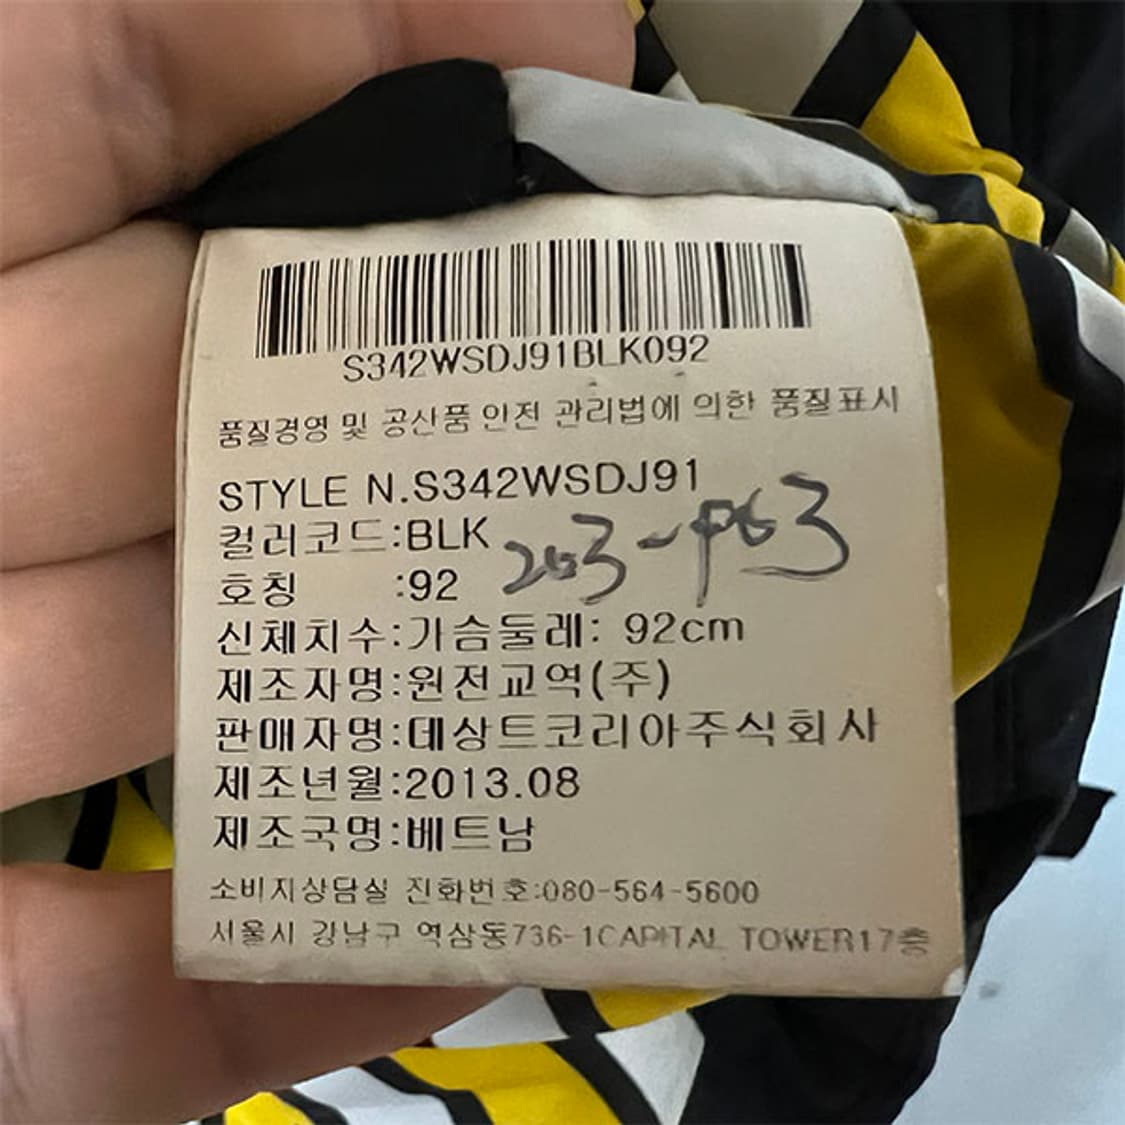 S342WSDJ91BLK092
품질경영 및 공산품 안전 관리법에 의한 품질표시
STYLE N.S342WSDJ91
컬러코드:BLK
호칭 :92
신체치수:가슴둘레: 92cm
제조자명:원전교역(주)
판매자명:데상트코리아주식회사
제조년월:2013.08
제조국명:베트남
소비자상담실 전화번호:080-564-5600
서울시 강남구 역삼동736-1CAPITAL TOWER17층